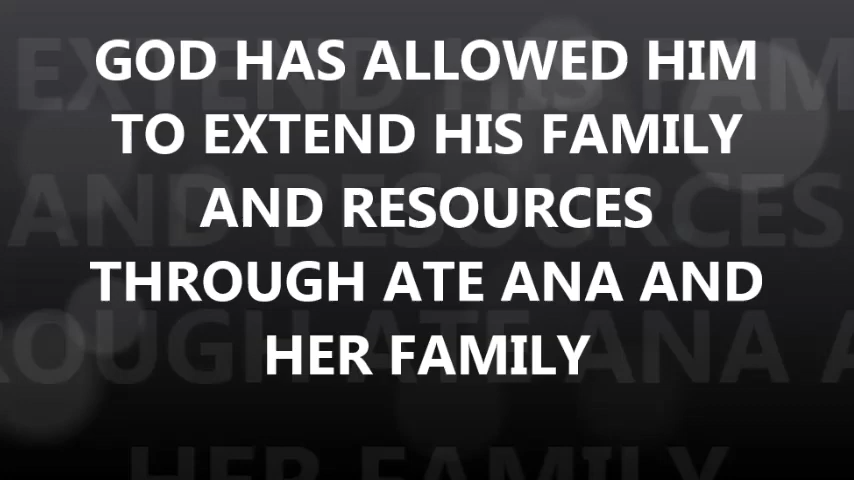 GOD HAS ALLOWED HIM
TO EXTEND HIS FAMILY
AND RESOURCES
THROUGH ATE ANA AND
HER FAMILY